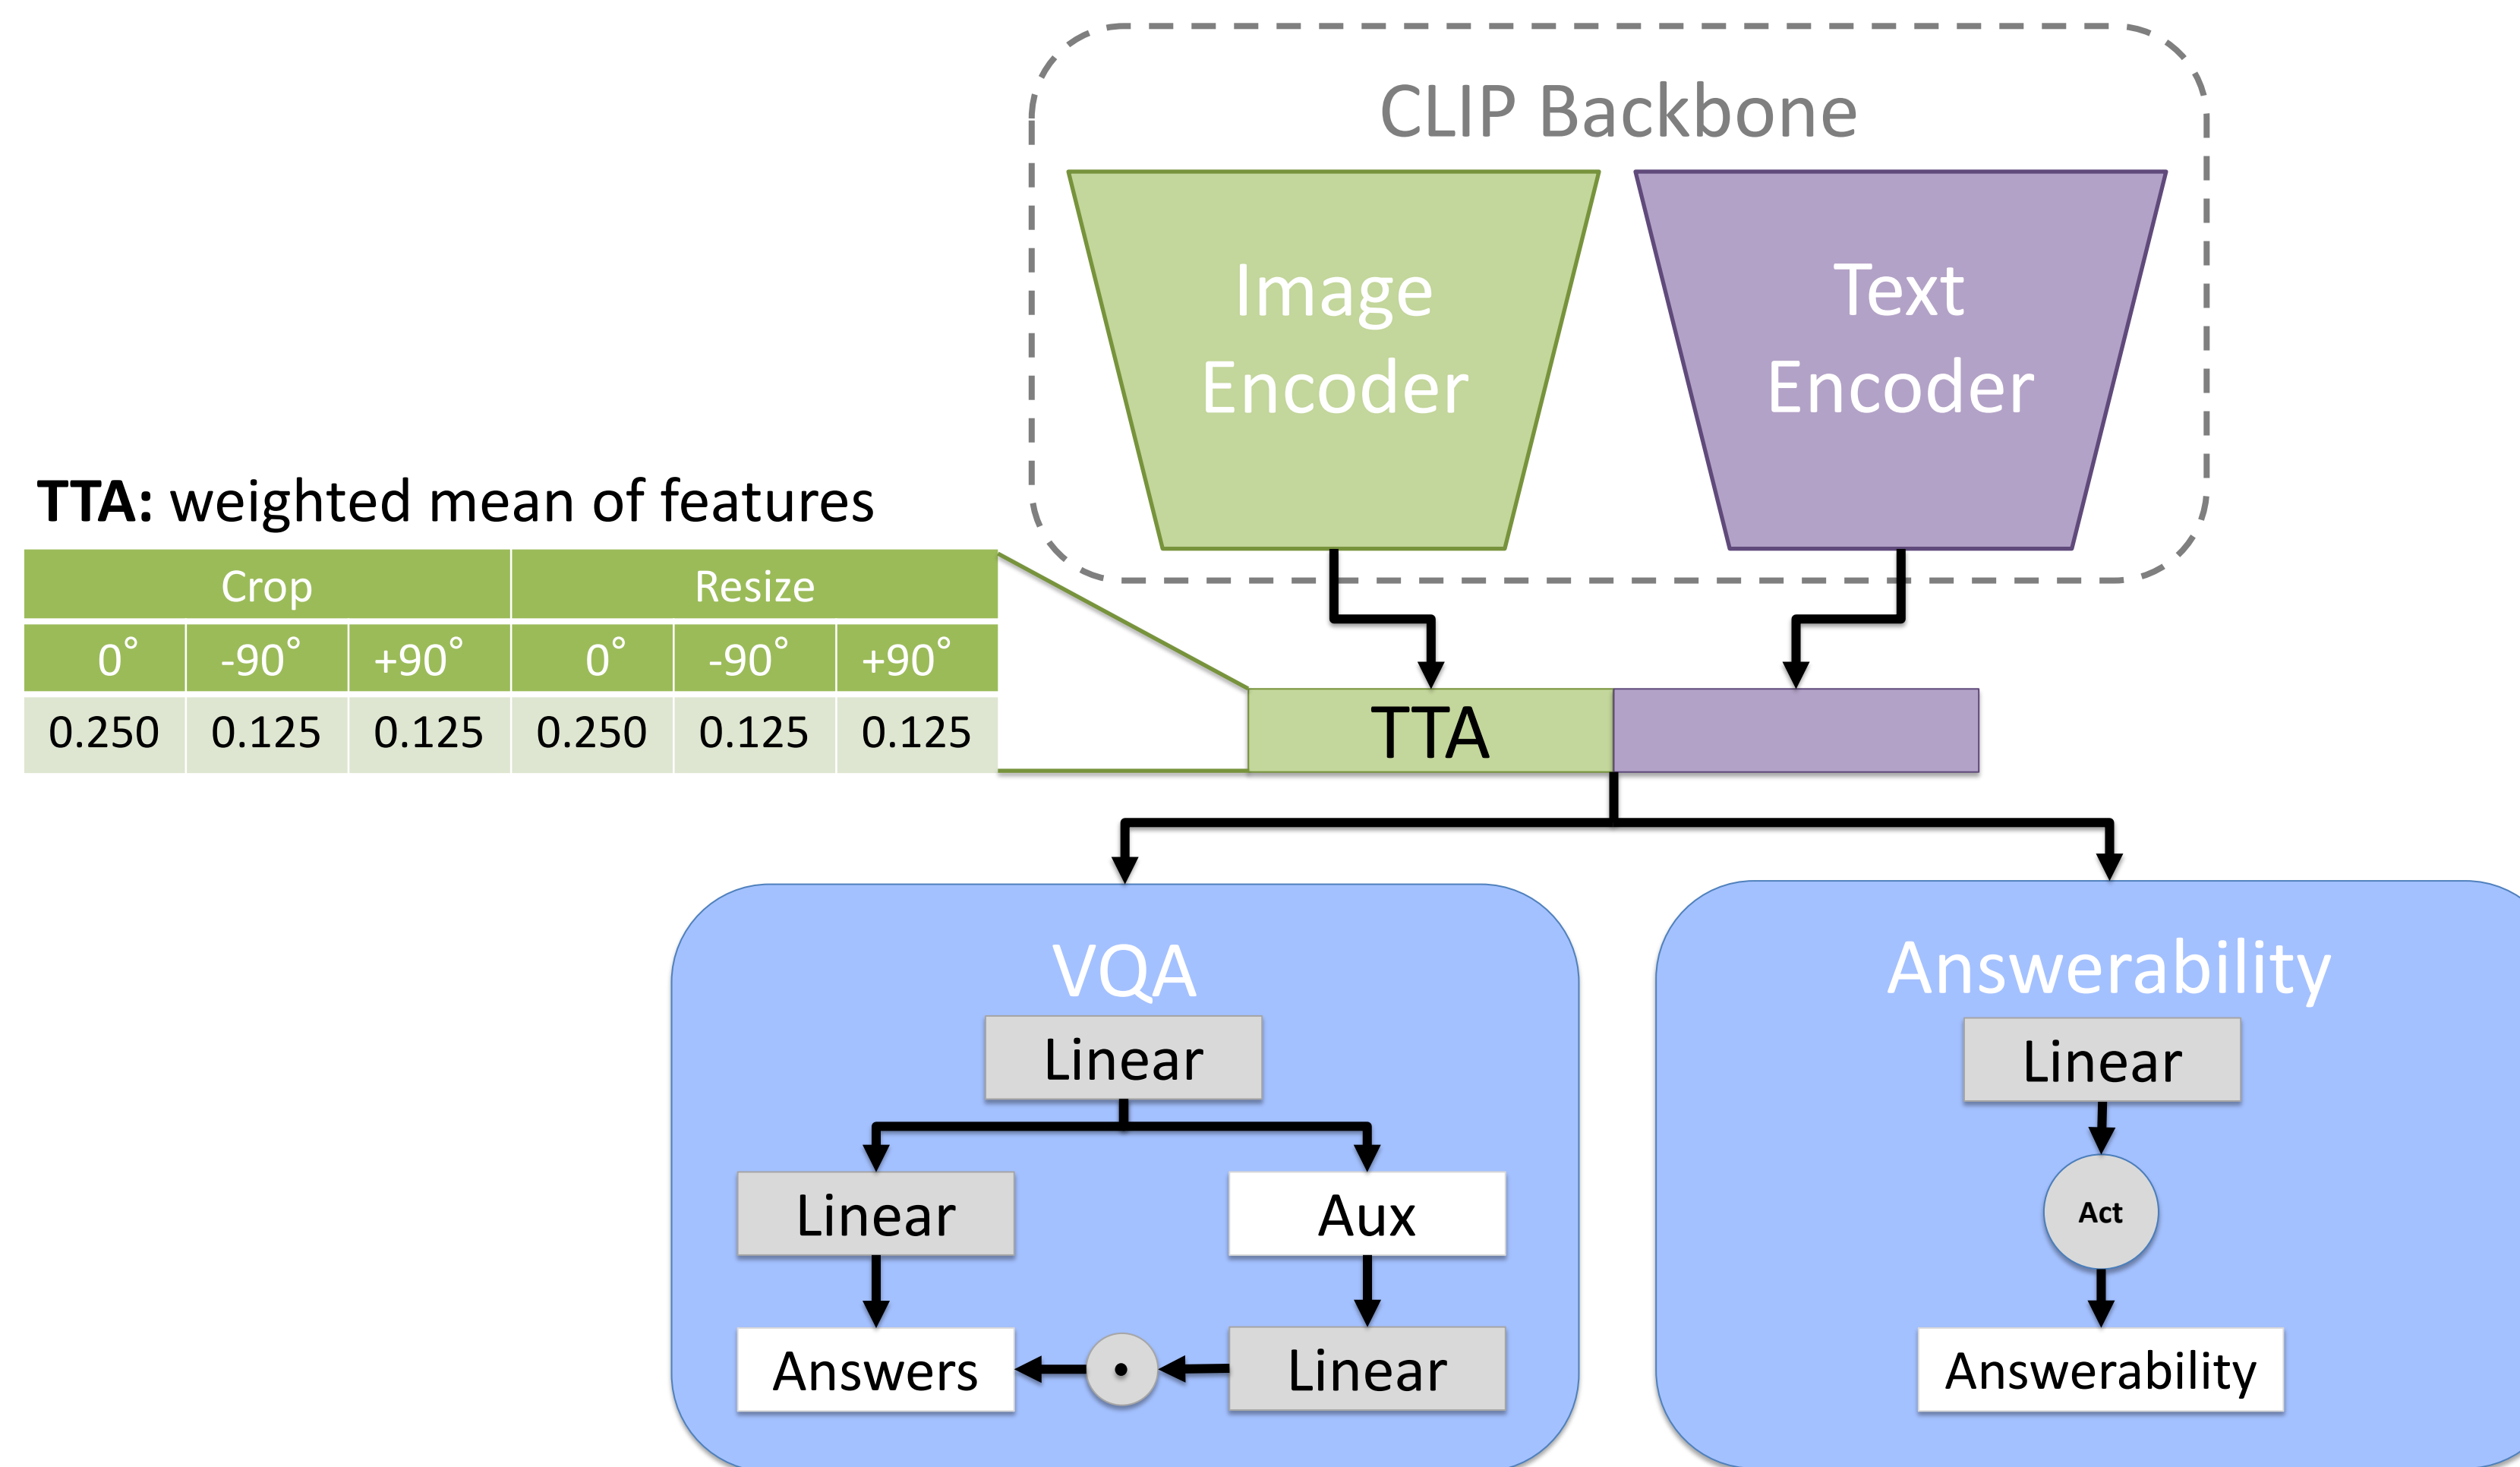 CLIP Backbone
Image
Encoder
Text
Encoder
TTA: weighted mean of features
Crop Resize
0° -90° +90° 0° -90° +90°
0.250 0.125 0.125 0.250 0.125 0.125
TTA
VQA
Linear
Linear Aux
Answers • Linear
Answerability
Linear
Act
Answerability